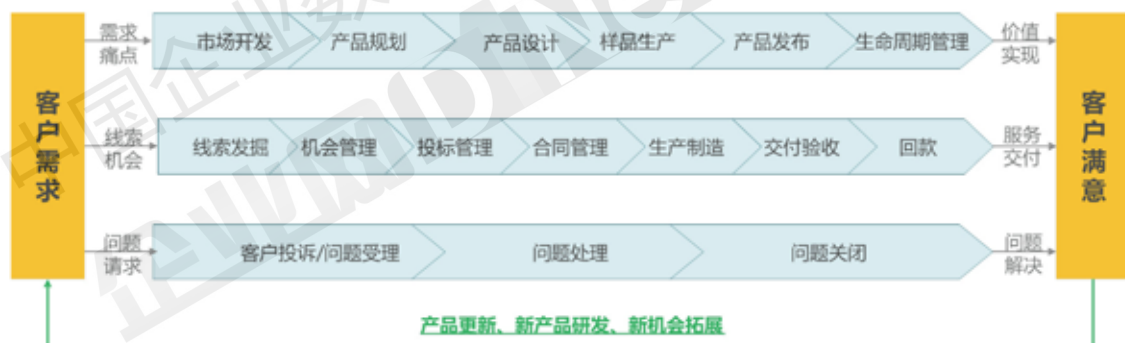 需求
痛点
市场开发
产品规划
产品设计
样品生产
产品发布
生命周期管理
价值
实现
客户需求
线索
机会
线索发掘
机会管理
投标管理
合同管理
生产制造
交付验收
回款
服务
交付
客户满意
问题
请求
客户投诉/问题受理
问题处理
问题关闭
问题
解决
产品更新、新产品研发、新机会拓展
中国企业数